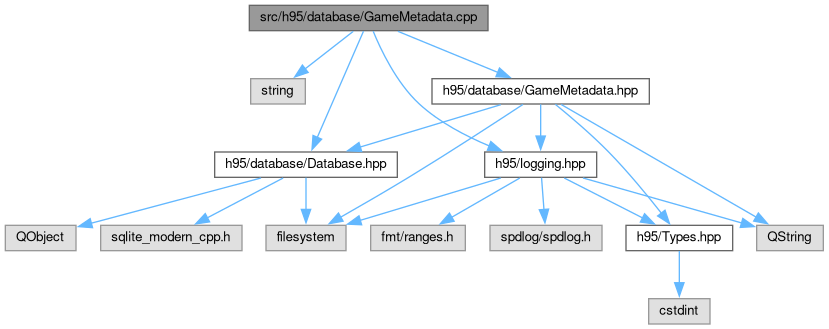 src/h95/database/GameMetadata.cpp
string
h95/database/GameMetadata.hpp
h95/database/Database.hpp
h95/logging.hpp
QObject
sqlite_modern_cpp.h
filesystem
fmt/ranges.h
spdlog/spdlog.h
h95/Types.hpp
QString
cstdint